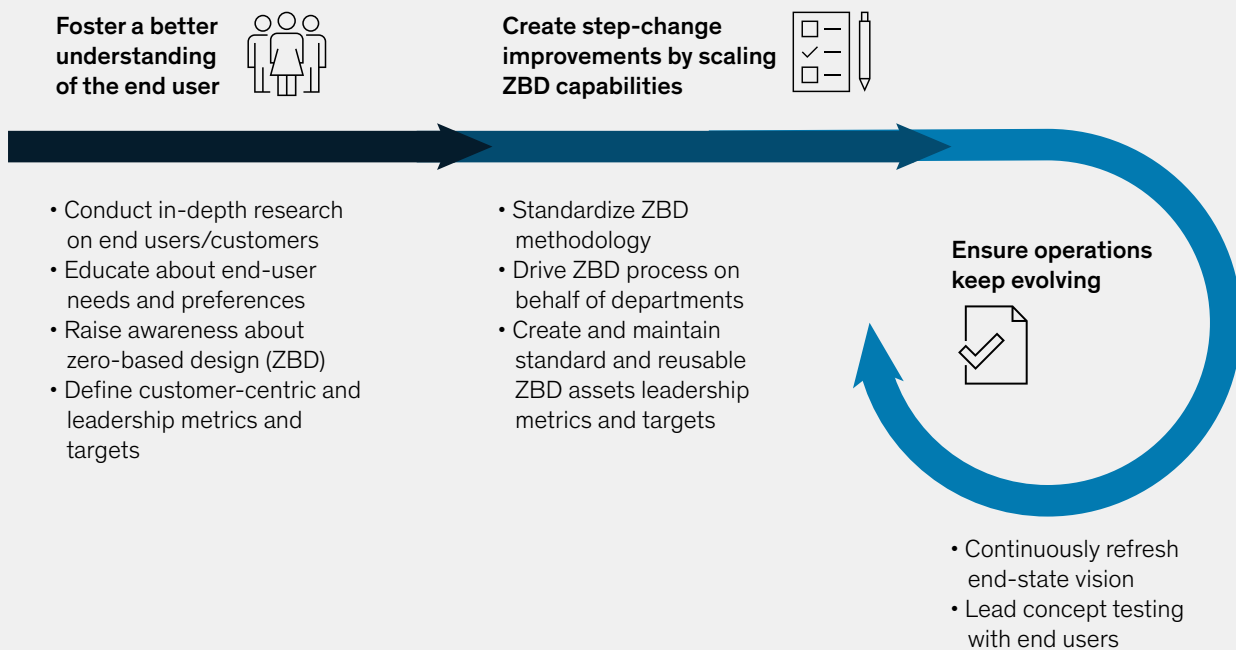 Foster a better
understanding
of the end user
Create step-change
improvements by scaling
ZBD capabilities
• Conduct in-depth research
on end users/customers
• Educate about end-user
needs and preferences
• Raise awareness about
zero-based design (ZBD)
• Define customer-centric and
leadership metrics and
targets
• Standardize ZBD
methodology
• Drive ZBD process on
behalf of departments
• Create and maintain
standard and reusable
ZBD assets leadership
metrics and targets
Ensure operations
keep evolving
• Continuously refresh
end-state vision
• Lead concept testing
with end users